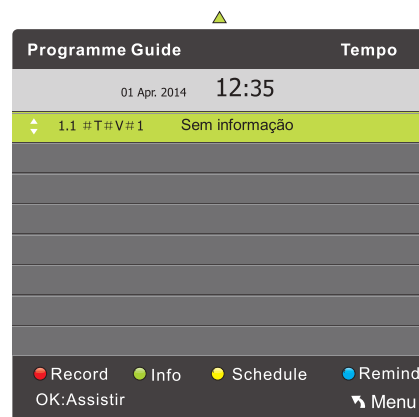 Programme Guide Tempo
01 Apr. 2014 12:35
1.1 #T#V#1 Sem informação
Record Info Schedule Remind
OK:Assistir Menu